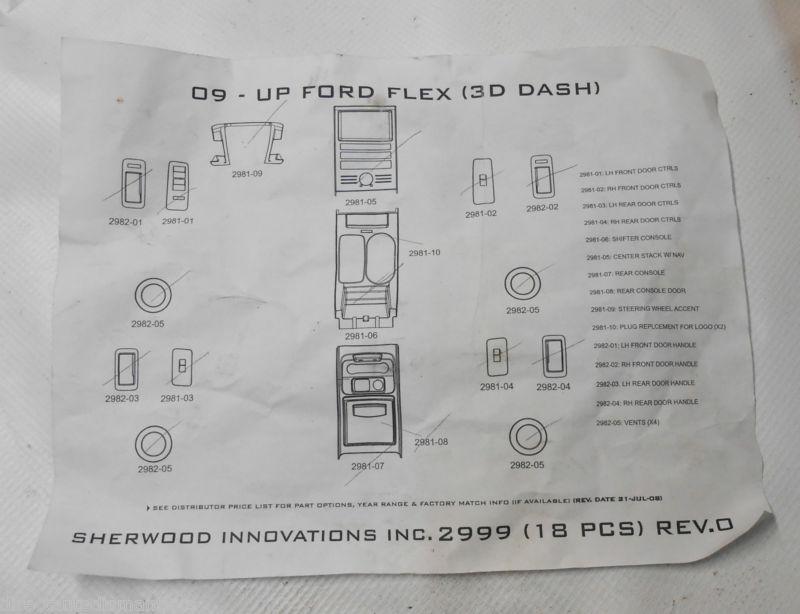 09 - UP FORD FLEX (3D DASH)
2981-09
2981-05
2982-01
2981-01
2981-02
2982-02
2981-10
2982-05
2982-05
2981-06
2982-03
2981-03
2981-04
2982-04
2982-05
2981-07
2981-08
2982-05
2981-01: LH FRONT DOOR CTRLS
2981-02: RH FRONT DOOR CTRLS
2981-03: LH REAR DOOR CTRLS
2981-04: RH REAR DOOR CTRLS
2981-06: SHIFTER CONSOLE
2981-05: CENTER STACK W/ NAV
2981-07: REAR CONSOLE
2981-08: REAR CONSOLE DOOR
2981-09: STEERING WHEEL ACCENT
2981-10: PLUG REPLCEMENT FOR LOGO (X2)
2982-01: LH FRONT DOOR HANDLE
2982-02: RH FRONT DOOR HANDLE
2982-03: LH REAR DOOR HANDLE
2982-04: RH REAR DOOR HANDLE
2982-05: VENTS (X4)
SEE DISTRIBUTOR PRICE LIST FOR PART OPTIONS, YEAR RANGE & FACTORY MATCH INFO (IF AVAILABLE) (REV. DATE 31-JUL-08)
SHERWOOD INNOVATIONS INC. 2999 (18 PCS) REV.0